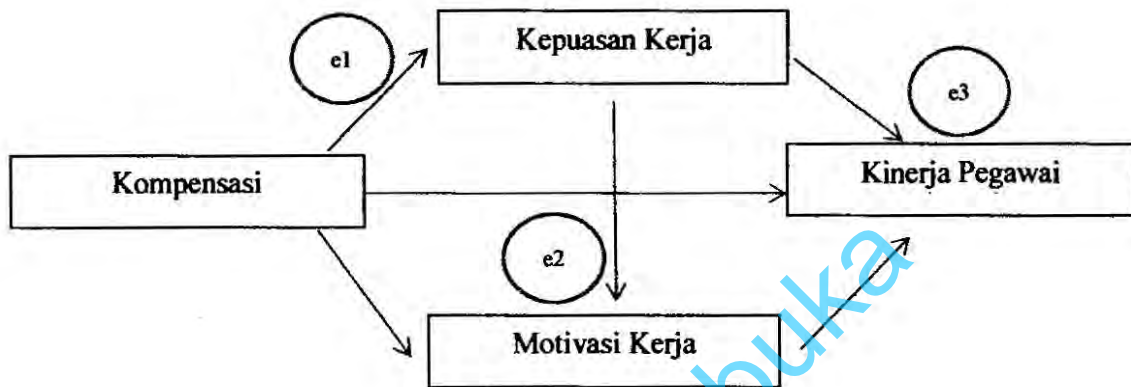 Kepuasan Kerja
e1
e3
Kompensasi
Kinerja Pegawai
e2
Motivasi Kerja
buka